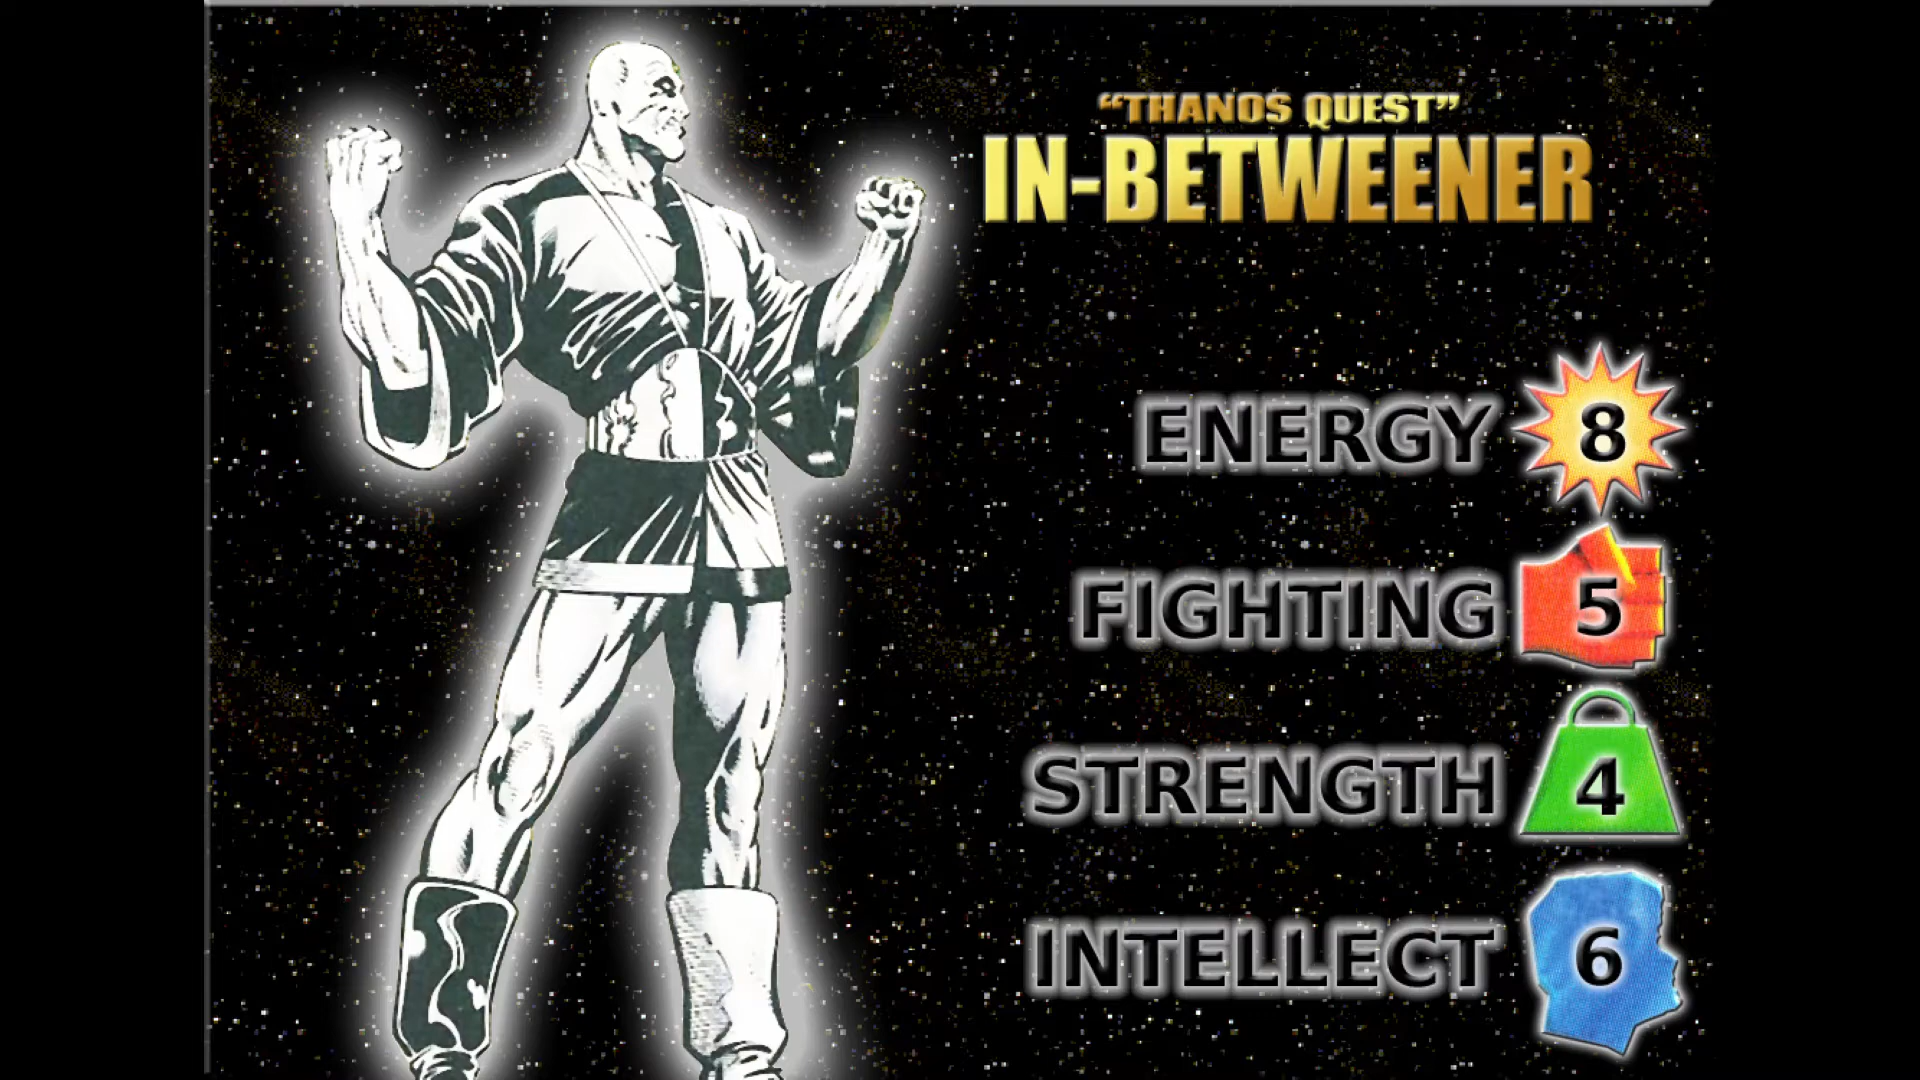 “THANOS QUEST”
IN-BETWEENER
ENERGY 8
FIGHTING 5
STRENGTH 4
INTELLECT 6